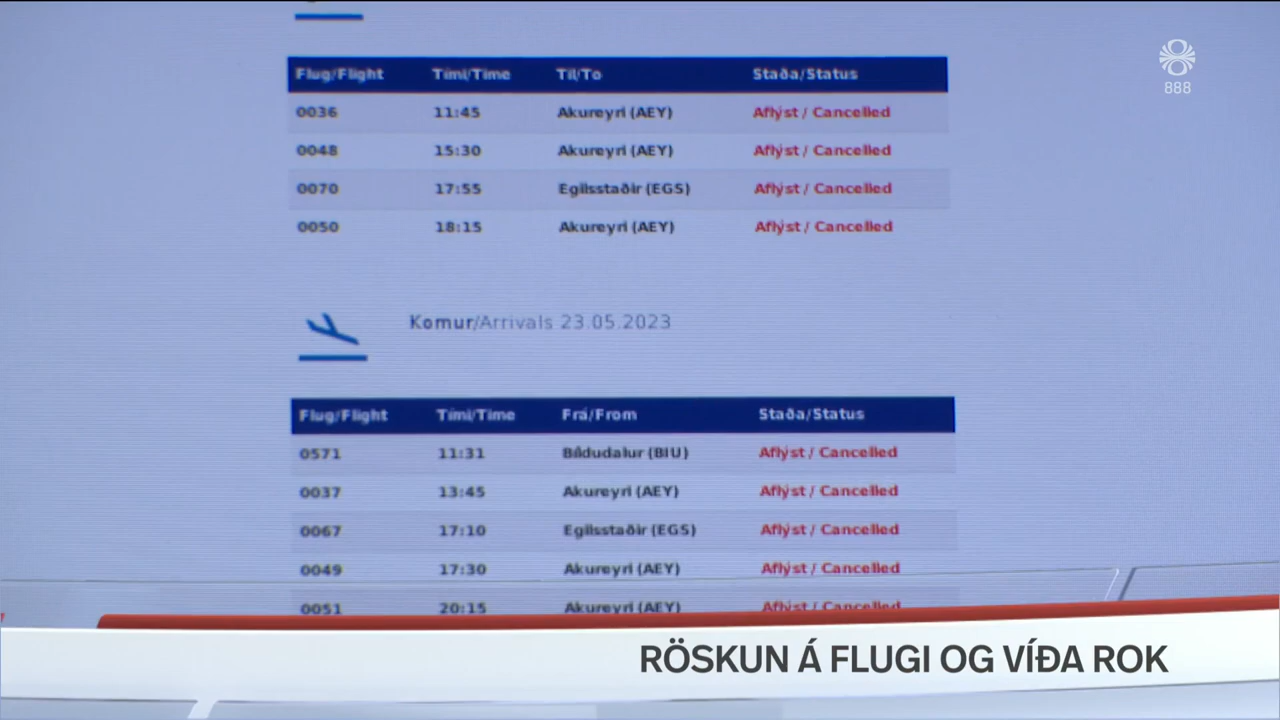 888
Flug/Flight Tími/Time Til/To Staða/Status
0036 11:45 Akureyri (AEY) Aflýst / Cancelled
0048 15:30 Akureyri (AEY) Aflýst / Cancelled
0070 17:55 Egilsstaðir (EGS) Aflýst / Cancelled
0050 18:15 Akureyri (AEY) Aflýst / Cancelled
Komur/Arrivals 23.05.2023
Flug/Flight Tími/Time Frá/From Staða/Status
0571 11:31 Bíldudalur (BIU) Aflýst / Cancelled
0037 13:45 Akureyri (AEY) Aflýst / Cancelled
0067 17:10 Egilsstaðir (EGS) Aflýst / Cancelled
0049 17:30 Akureyri (AEY) Aflýst / Cancelled
0051 20:15 Akureyri (AEY) Aflýst / Cancelled
RÖSKUN Á FLUGI OG VÍÐA ROK